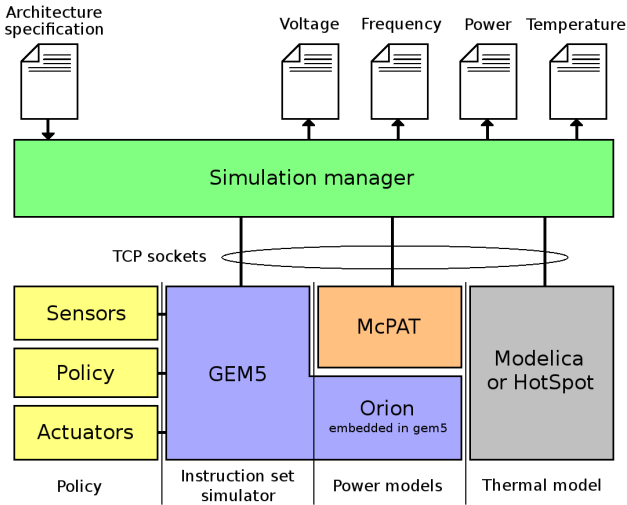 Architecture
specification
Voltage
Frequency
Power
Temperature
Simulation manager
TCP sockets
Sensors
Policy
Actuators
GEM5
McPAT
Orion
embedded in gem5
Modelica
or HotSpot
Policy
Instruction set
simulator
Power models
Thermal model